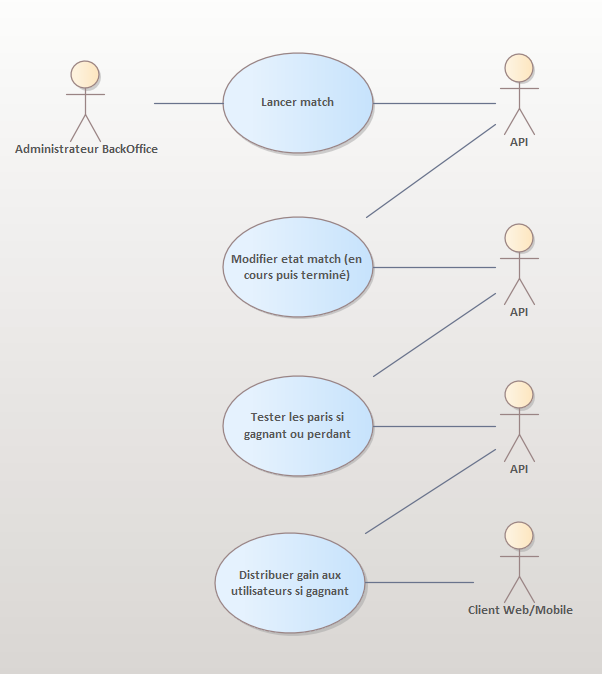 Lancer match
Administrateur BackOffice
API
Modifier etat match (en
cours puis terminé)
API
Tester les paris si
gagnant ou perdant
API
Distribuer gain aux
utilisateurs si gagnant
Client Web/Mobile